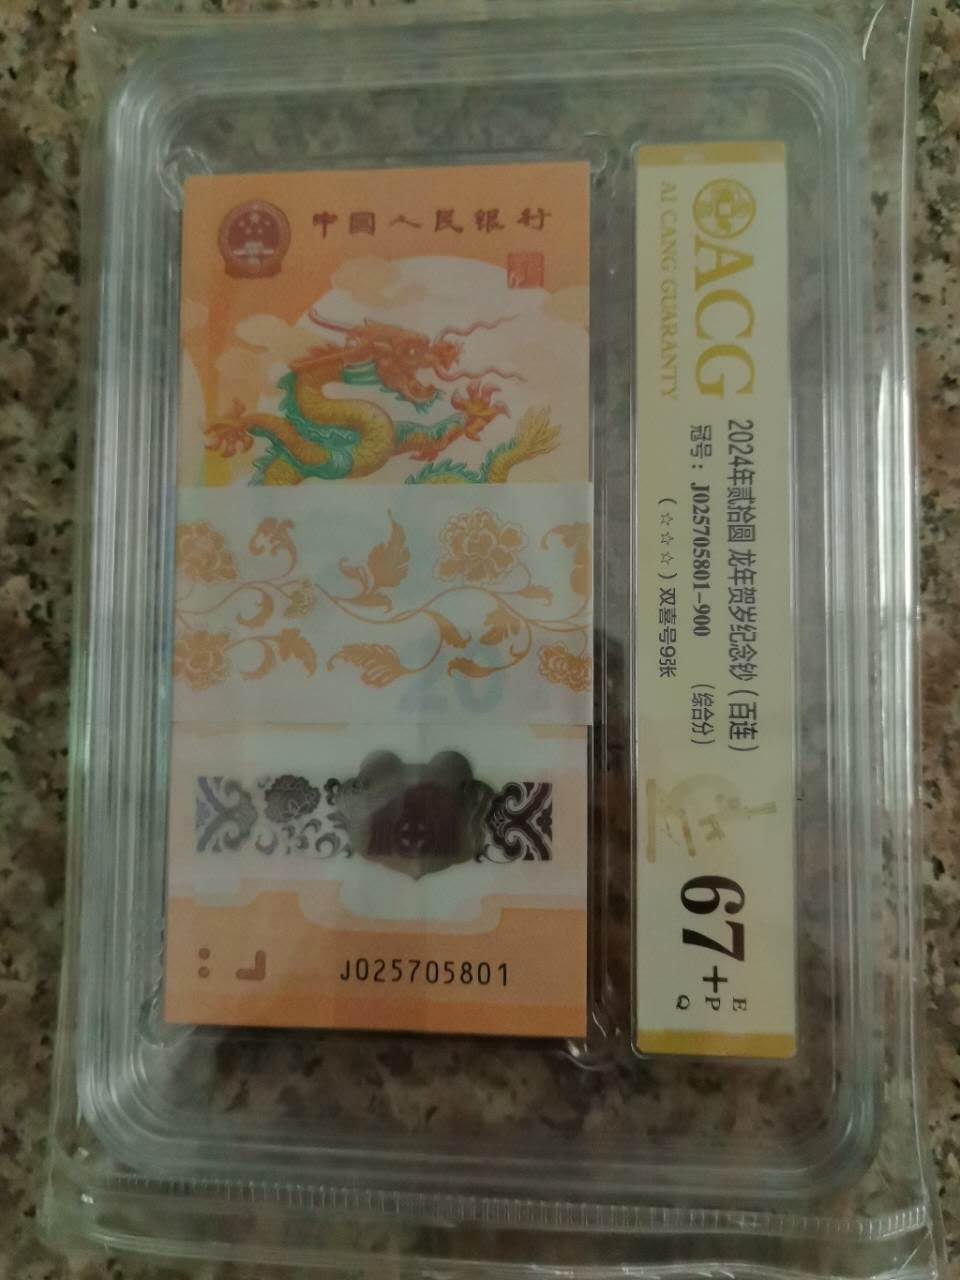 中國人民銀行
J025705801
ACG
AI CANG GUARANTY
2024年贰拾圆 龙年贺岁纪念钞（百连）
冠号：J025705801-900 （综合分）
（☆☆☆）双喜号9张
67+
E
P
Q